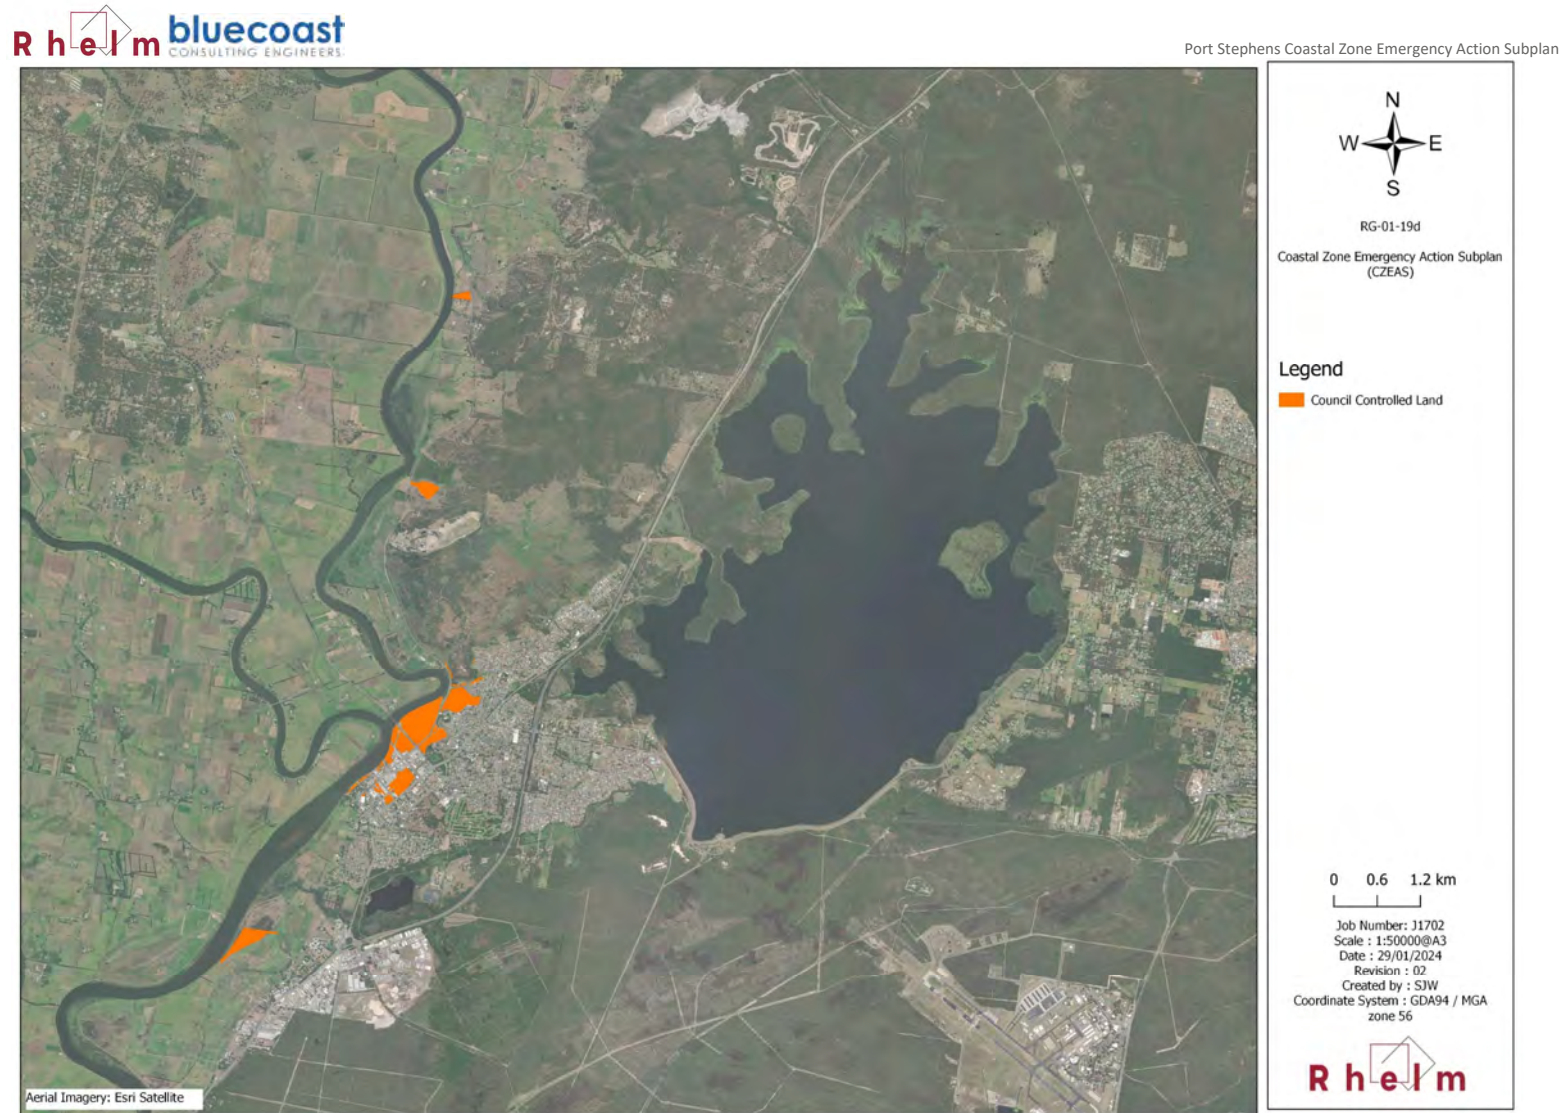 Rhelm
bluecoast
CONSULTING ENGINEERS
Port Stephens Coastal Zone Emergency Action Subplan
N
W E
S
RG-01-19d
Coastal Zone Emergency Action Subplan
(CZEAS)
Legend
Council Controlled Land
0 0.6 1.2 km
Job Number: J1702
Scale : 1:50000@A3
Date : 29/01/2024
Revision : 02
Created by : SJW
Coordinate System : GDA94 / MGA
zone 56
Rhelm
Aerial Imagery: Esri Satellite